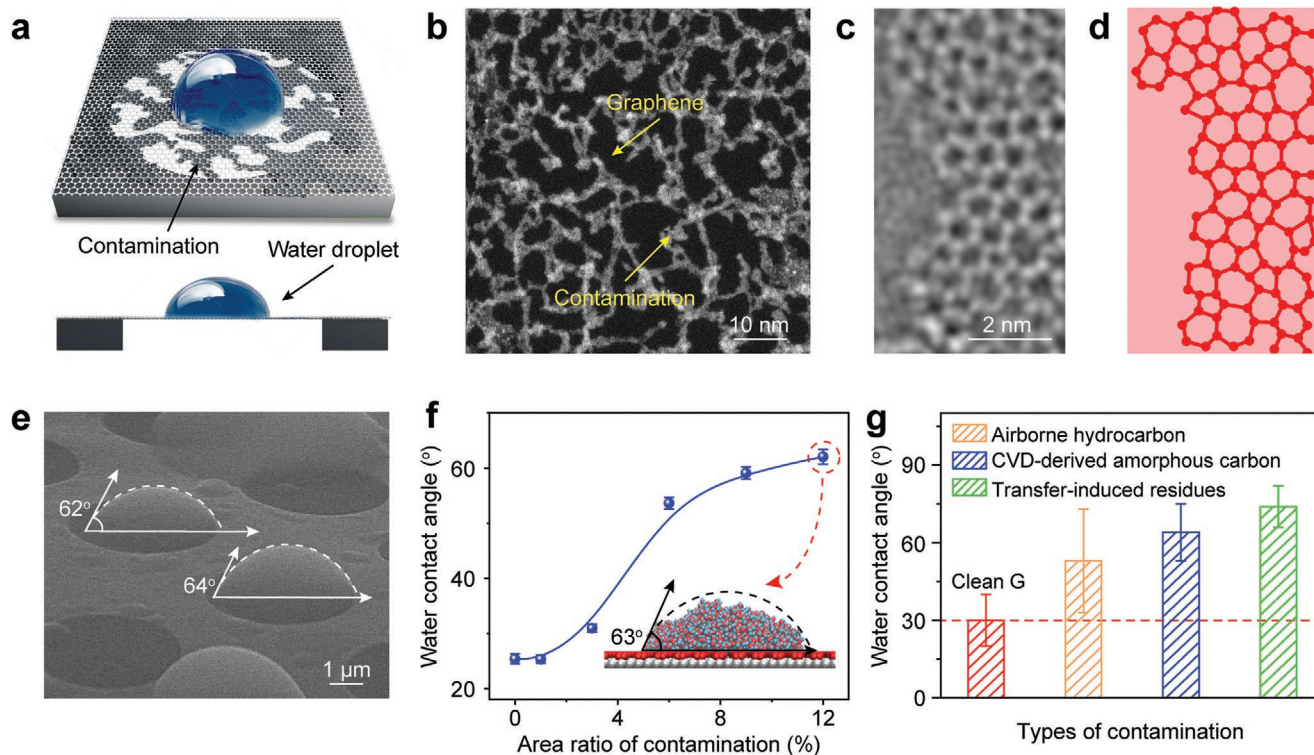 a
Contamination
Water droplet
b
Graphene
Contamination
10 nm
c
2 nm
d
e
62°
64°
1 µm
f
Water contact angle (°)
60
40
20
63°
0
4
8
12
Area ratio of contamination (%)
g
Water contact angle (°)
90
60
30
0
Airborne hydrocarbon
CVD-derived amorphous carbon
Transfer-induced residues
Clean G
Types of contamination